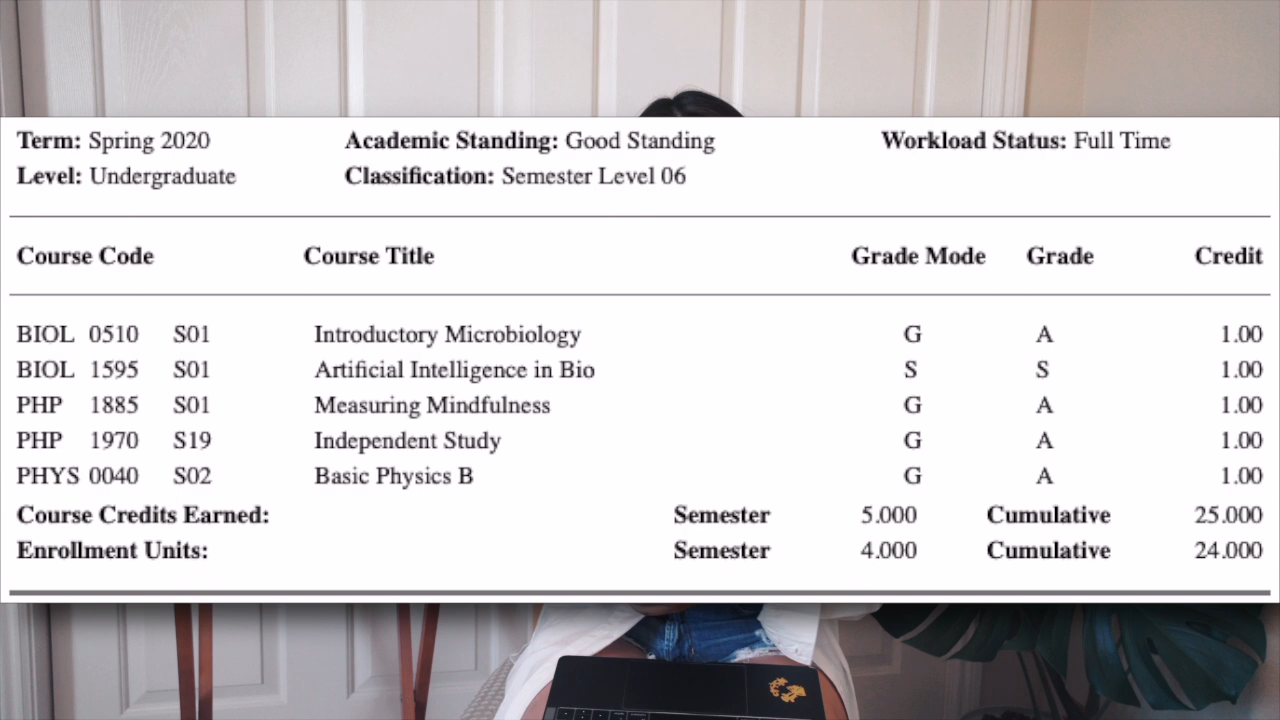 Term: Spring 2020 Academic Standing: Good Standing Workload Status: Full Time
Level: Undergraduate Classification: Semester Level 06
Course Code Course Title Grade Mode Grade Credit
BIOL 0510 S01 Introductory Microbiology G A 1.00
BIOL 1595 S01 Artificial Intelligence in Bio S S 1.00
PHP 1885 S01 Measuring Mindfulness G A 1.00
PHP 1970 S19 Independent Study G A 1.00
PHYS 0040 S02 Basic Physics B G A 1.00
Course Credits Earned: Semester 5.000 Cumulative 25.000
Enrollment Units: Semester 4.000 Cumulative 24.000